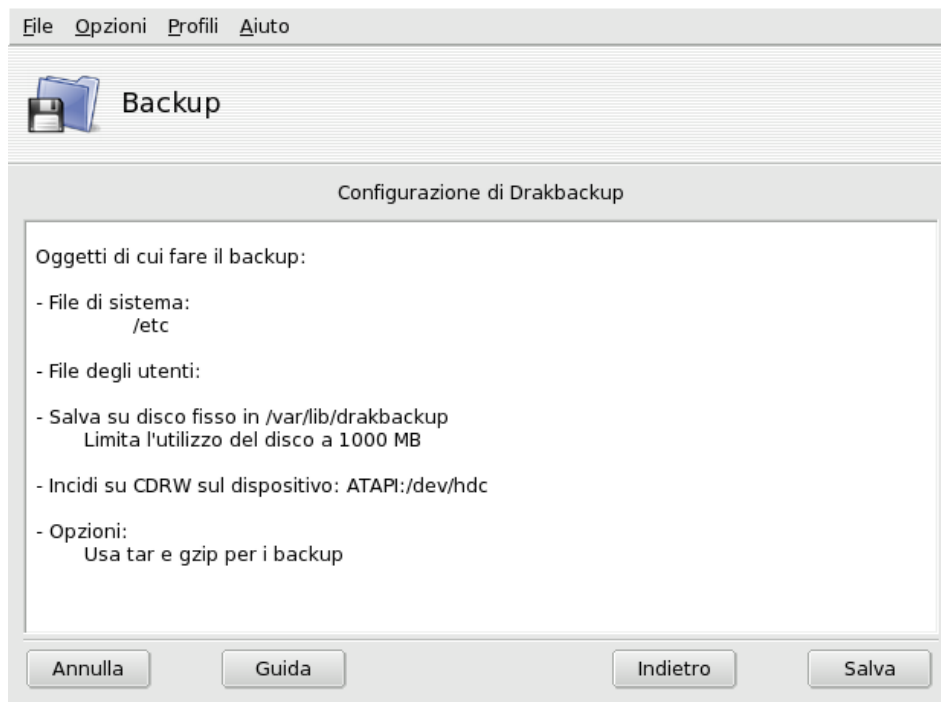 File Opzioni Profili Aiuto
Backup
Configurazione di Drakbackup
Oggetti di cui fare il backup:
- File di sistema:
/etc
- File degli utenti:
- Salva su disco fisso in /var/lib/drakbackup
Limita l'utilizzo del disco a 1000 MB
- Incidi su CDRW sul dispositivo: ATAPI:/dev/hdc
- Opzioni:
Usa tar e gzip per i backup
Annulla Guida Indietro Salva